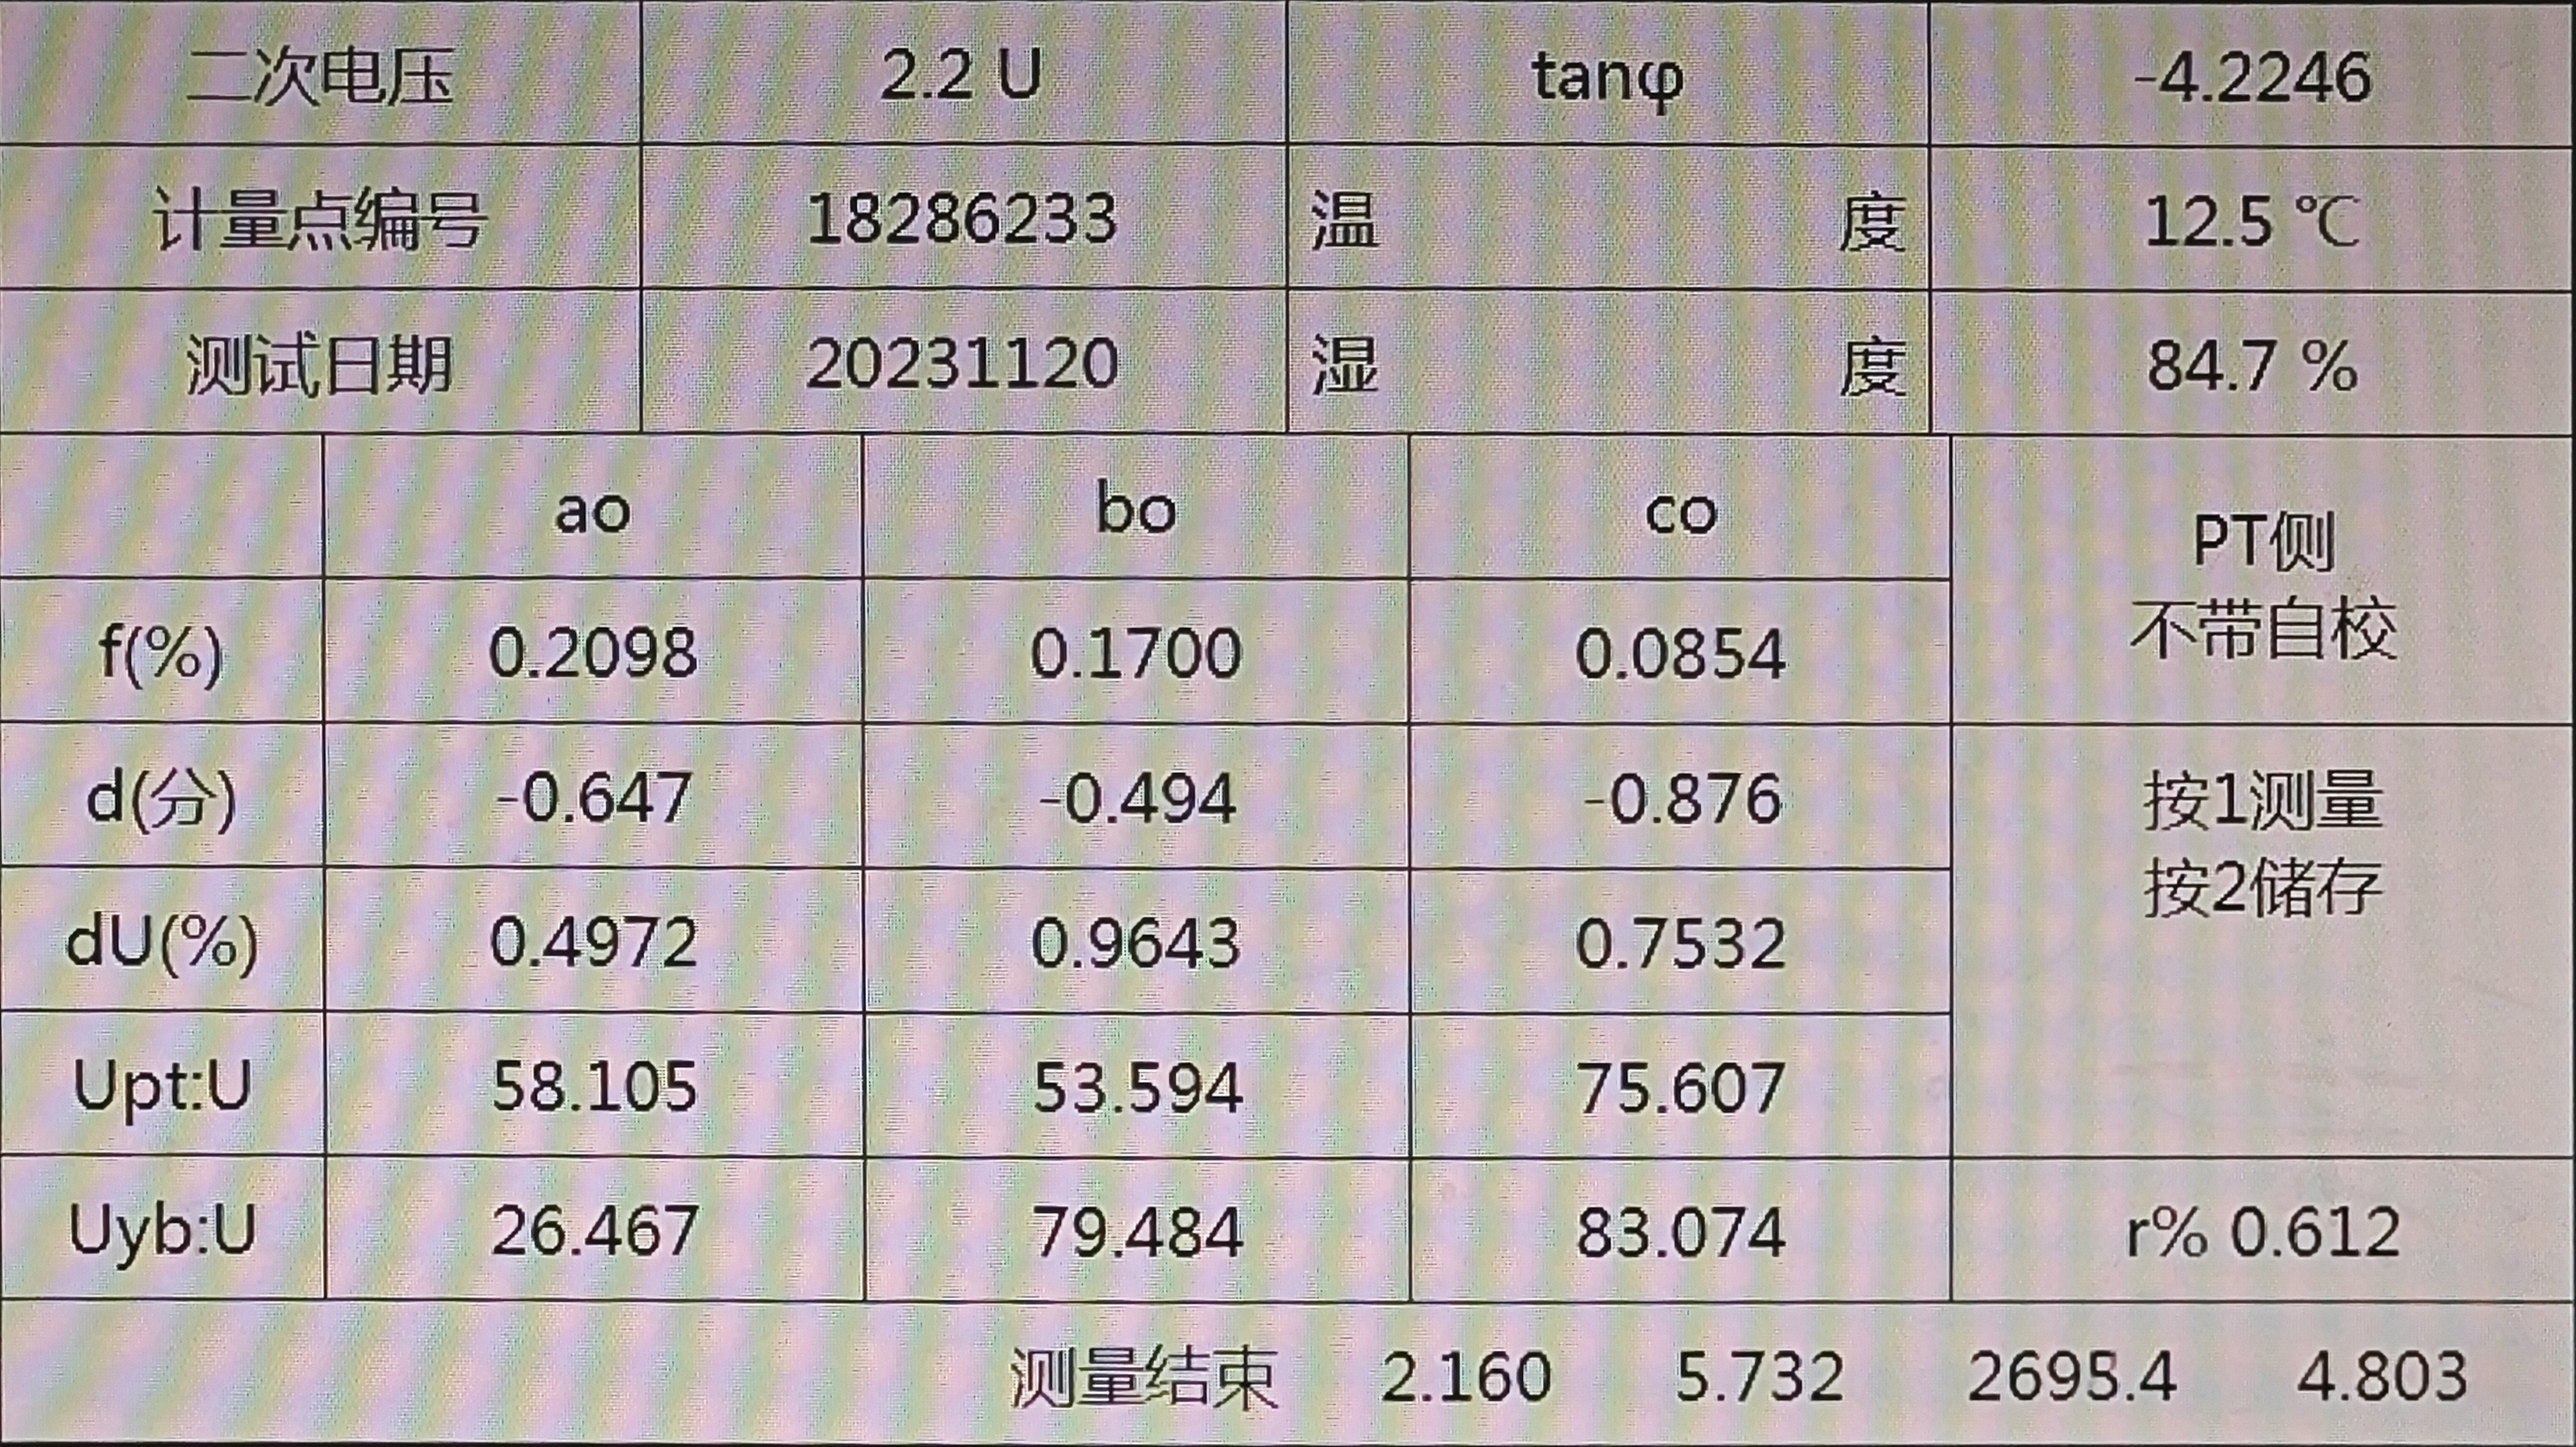 二次电压 2.2 U tanφ -4.2246
计量点编号 18286233 温 度 12.5 ℃
测试日期 20231120 湿 度 84.7 %
ao bo co PT侧
不带自校
f(%) 0.2098 0.1700 0.0854
d(分) -0.647 -0.494 -0.876 按1测量
按2储存
dU(%) 0.4972 0.9643 0.7532
Upt:U 58.105 53.594 75.607
Uyb:U 26.467 79.484 83.074 r% 0.612
测量结束 2.160 5.732 2695.4 4.803